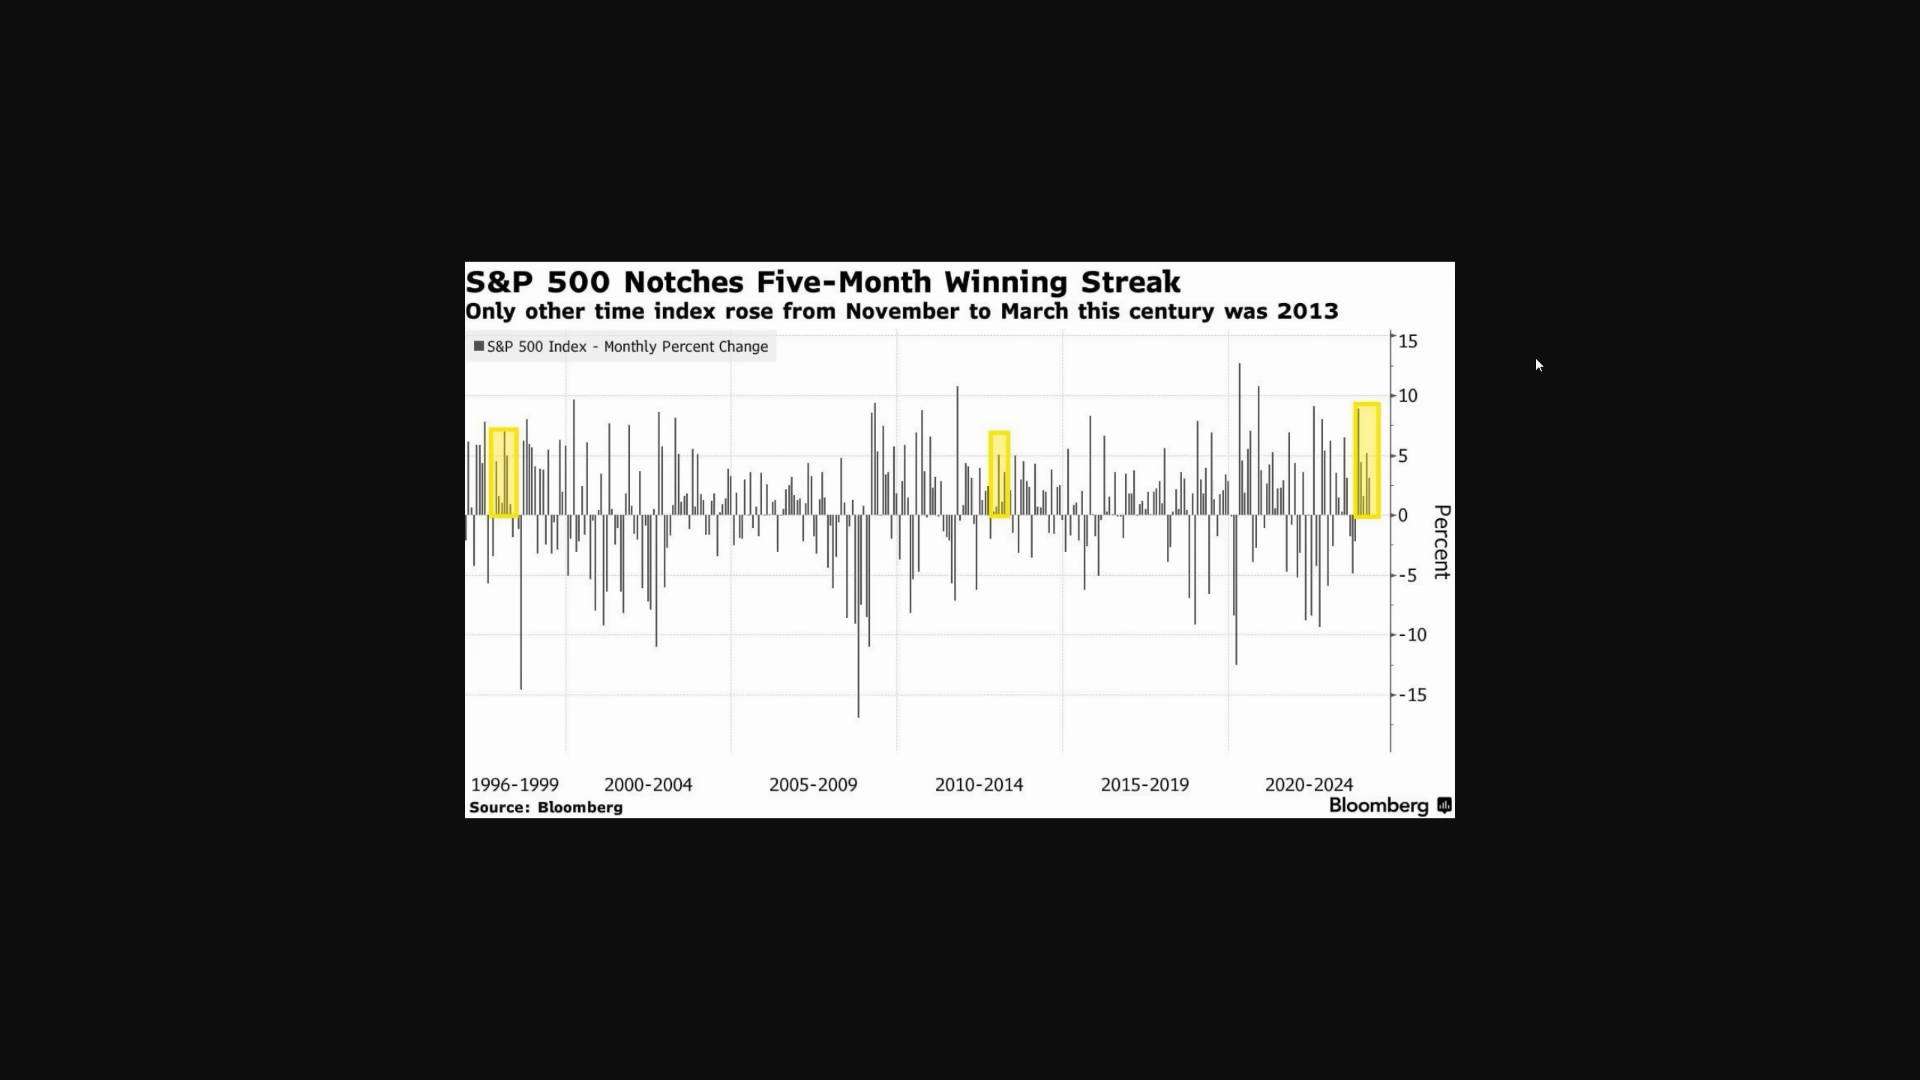 S&P 500 Notches Five-Month Winning Streak
Only other time index rose from November to March this century was 2013
S&P 500 Index - Monthly Percent Change
15
10
5
0
-5
-10
-15
Percent
1996-1999 2000-2004 2005-2009 2010-2014 2015-2019 2020-2024
Source: Bloomberg
Bloomberg